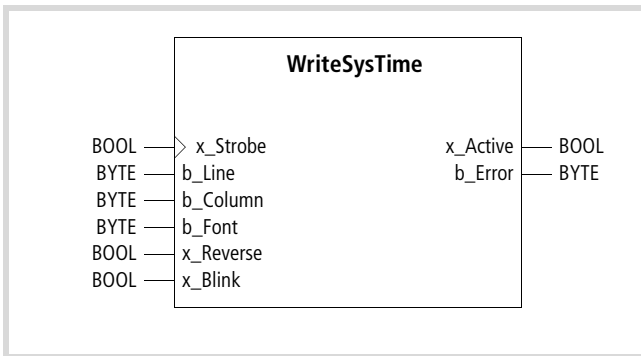 WriteSysTime
BOOL x_Strobe x_Active BOOL
BYTE b_Line b_Error BYTE
BYTE b_Column
BYTE b_Font
BOOL x_Reverse
BOOL x_Blink